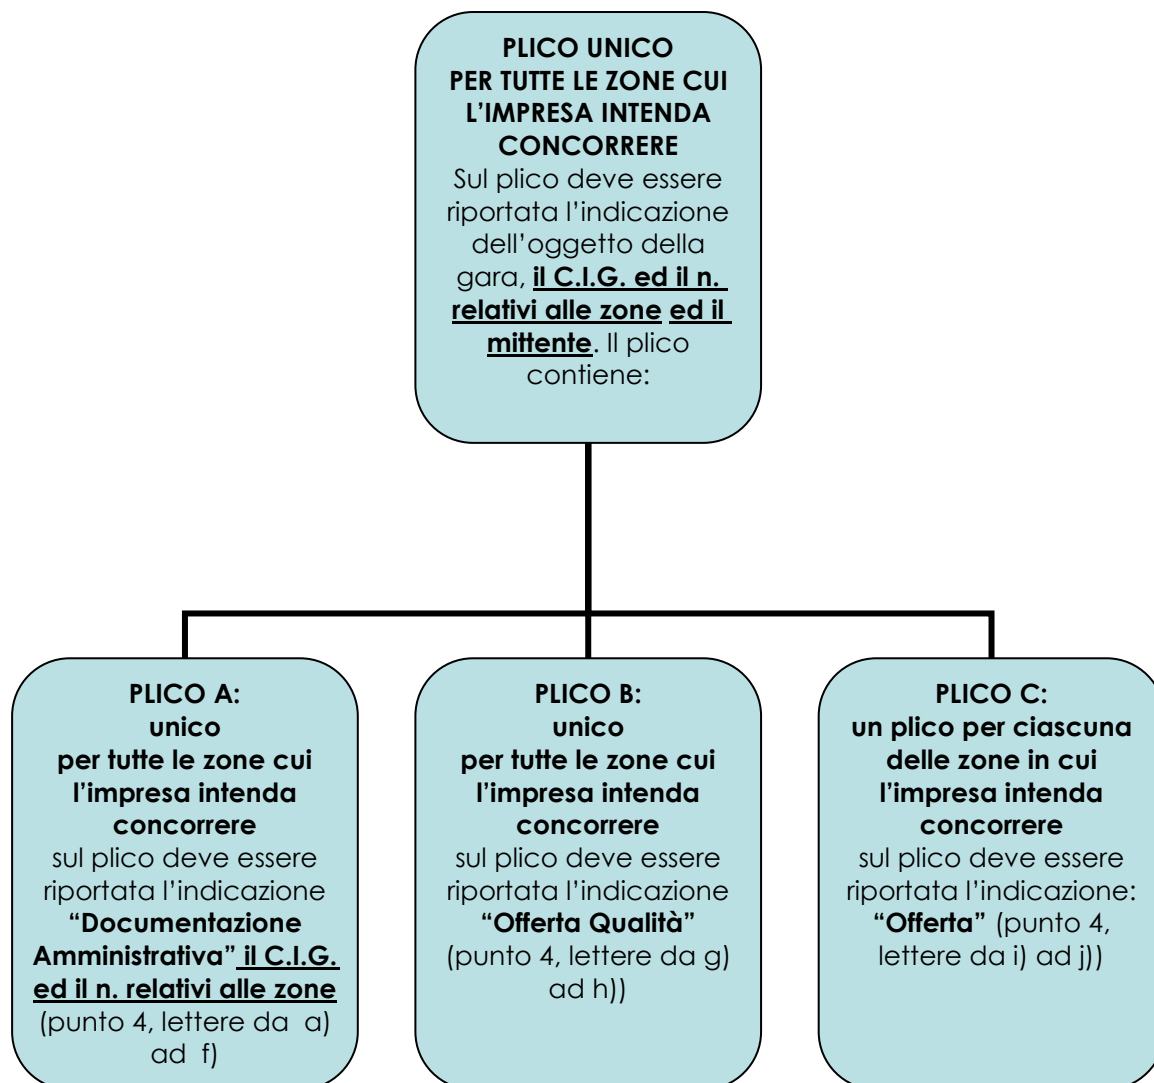 PLICO UNICO
PER TUTTE LE ZONE CUI
L’IMPRESA INTENDA
CONCORRERE
Sul plico deve essere
riportata l’indicazione
dell’oggetto della
gara, il C.I.G. ed il n.
relativi alle zone ed il
mittente. Il plico
contiene:
PLICO A:
unico
per tutte le zone cui
l’impresa intenda
concorrere
sul plico deve essere
riportata l’indicazione
“Documentazione
Amministrativa” il C.I.G.
ed il n. relativi alle zone
(punto 4, lettere da a)
ad f)
PLICO B:
unico
per tutte le zone cui
l’impresa intenda
concorrere
sul plico deve essere
riportata l’indicazione
“Offerta Qualità”
(punto 4, lettere da g)
ad h))
PLICO C:
un plico per ciascuna
delle zone in cui
l’impresa intenda
concorrere
sul plico deve essere
riportata l’indicazione:
“Offerta” (punto 4,
lettere da i) ad j))